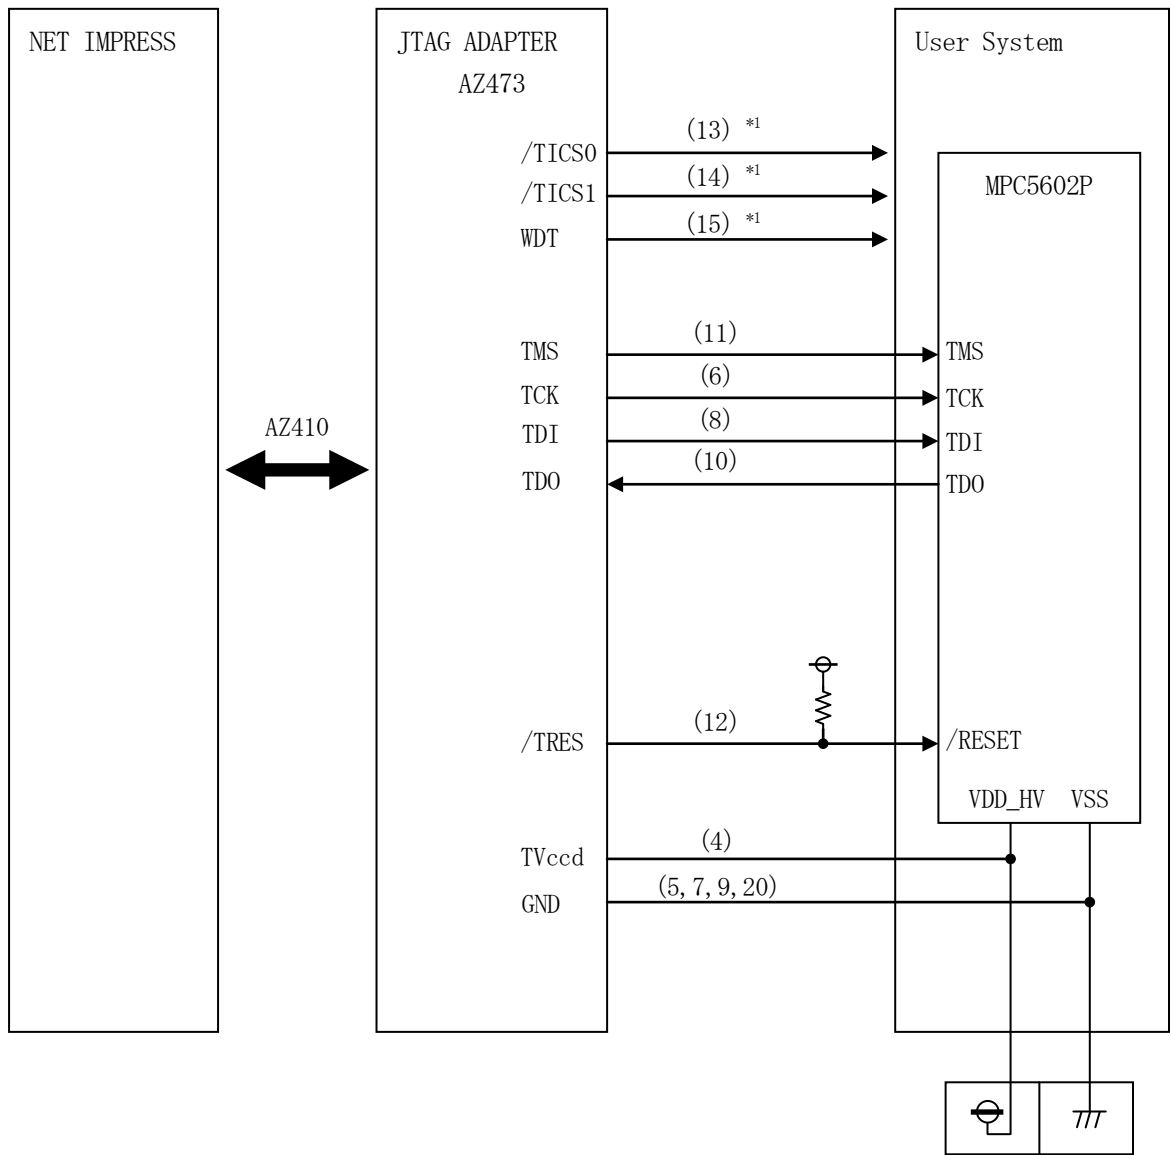 NET IMPRESS
JTAG ADAPTER
AZ473
User System
/TICS0
(13) *1
/TICS1
(14) *1
WDT
(15) *1
MPC5602P
TMS
(11)
TMS
TCK
(6)
TCK
AZ410
TDI
(8)
TDI
TDO
(10)
TDO
/TRES
(12)
/RESET
VDD_HV
VSS
TVccd
(4)
GND
(5,7,9,20)